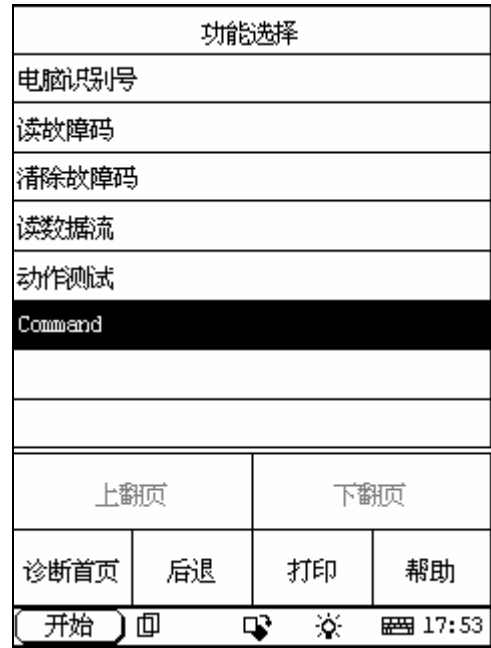 功能选择
电脑识别号
读故障码
清除故障码
读数据流
动作测试
Command
上翻页 下翻页
诊断首页 后退 打印 帮助
开始 17:53